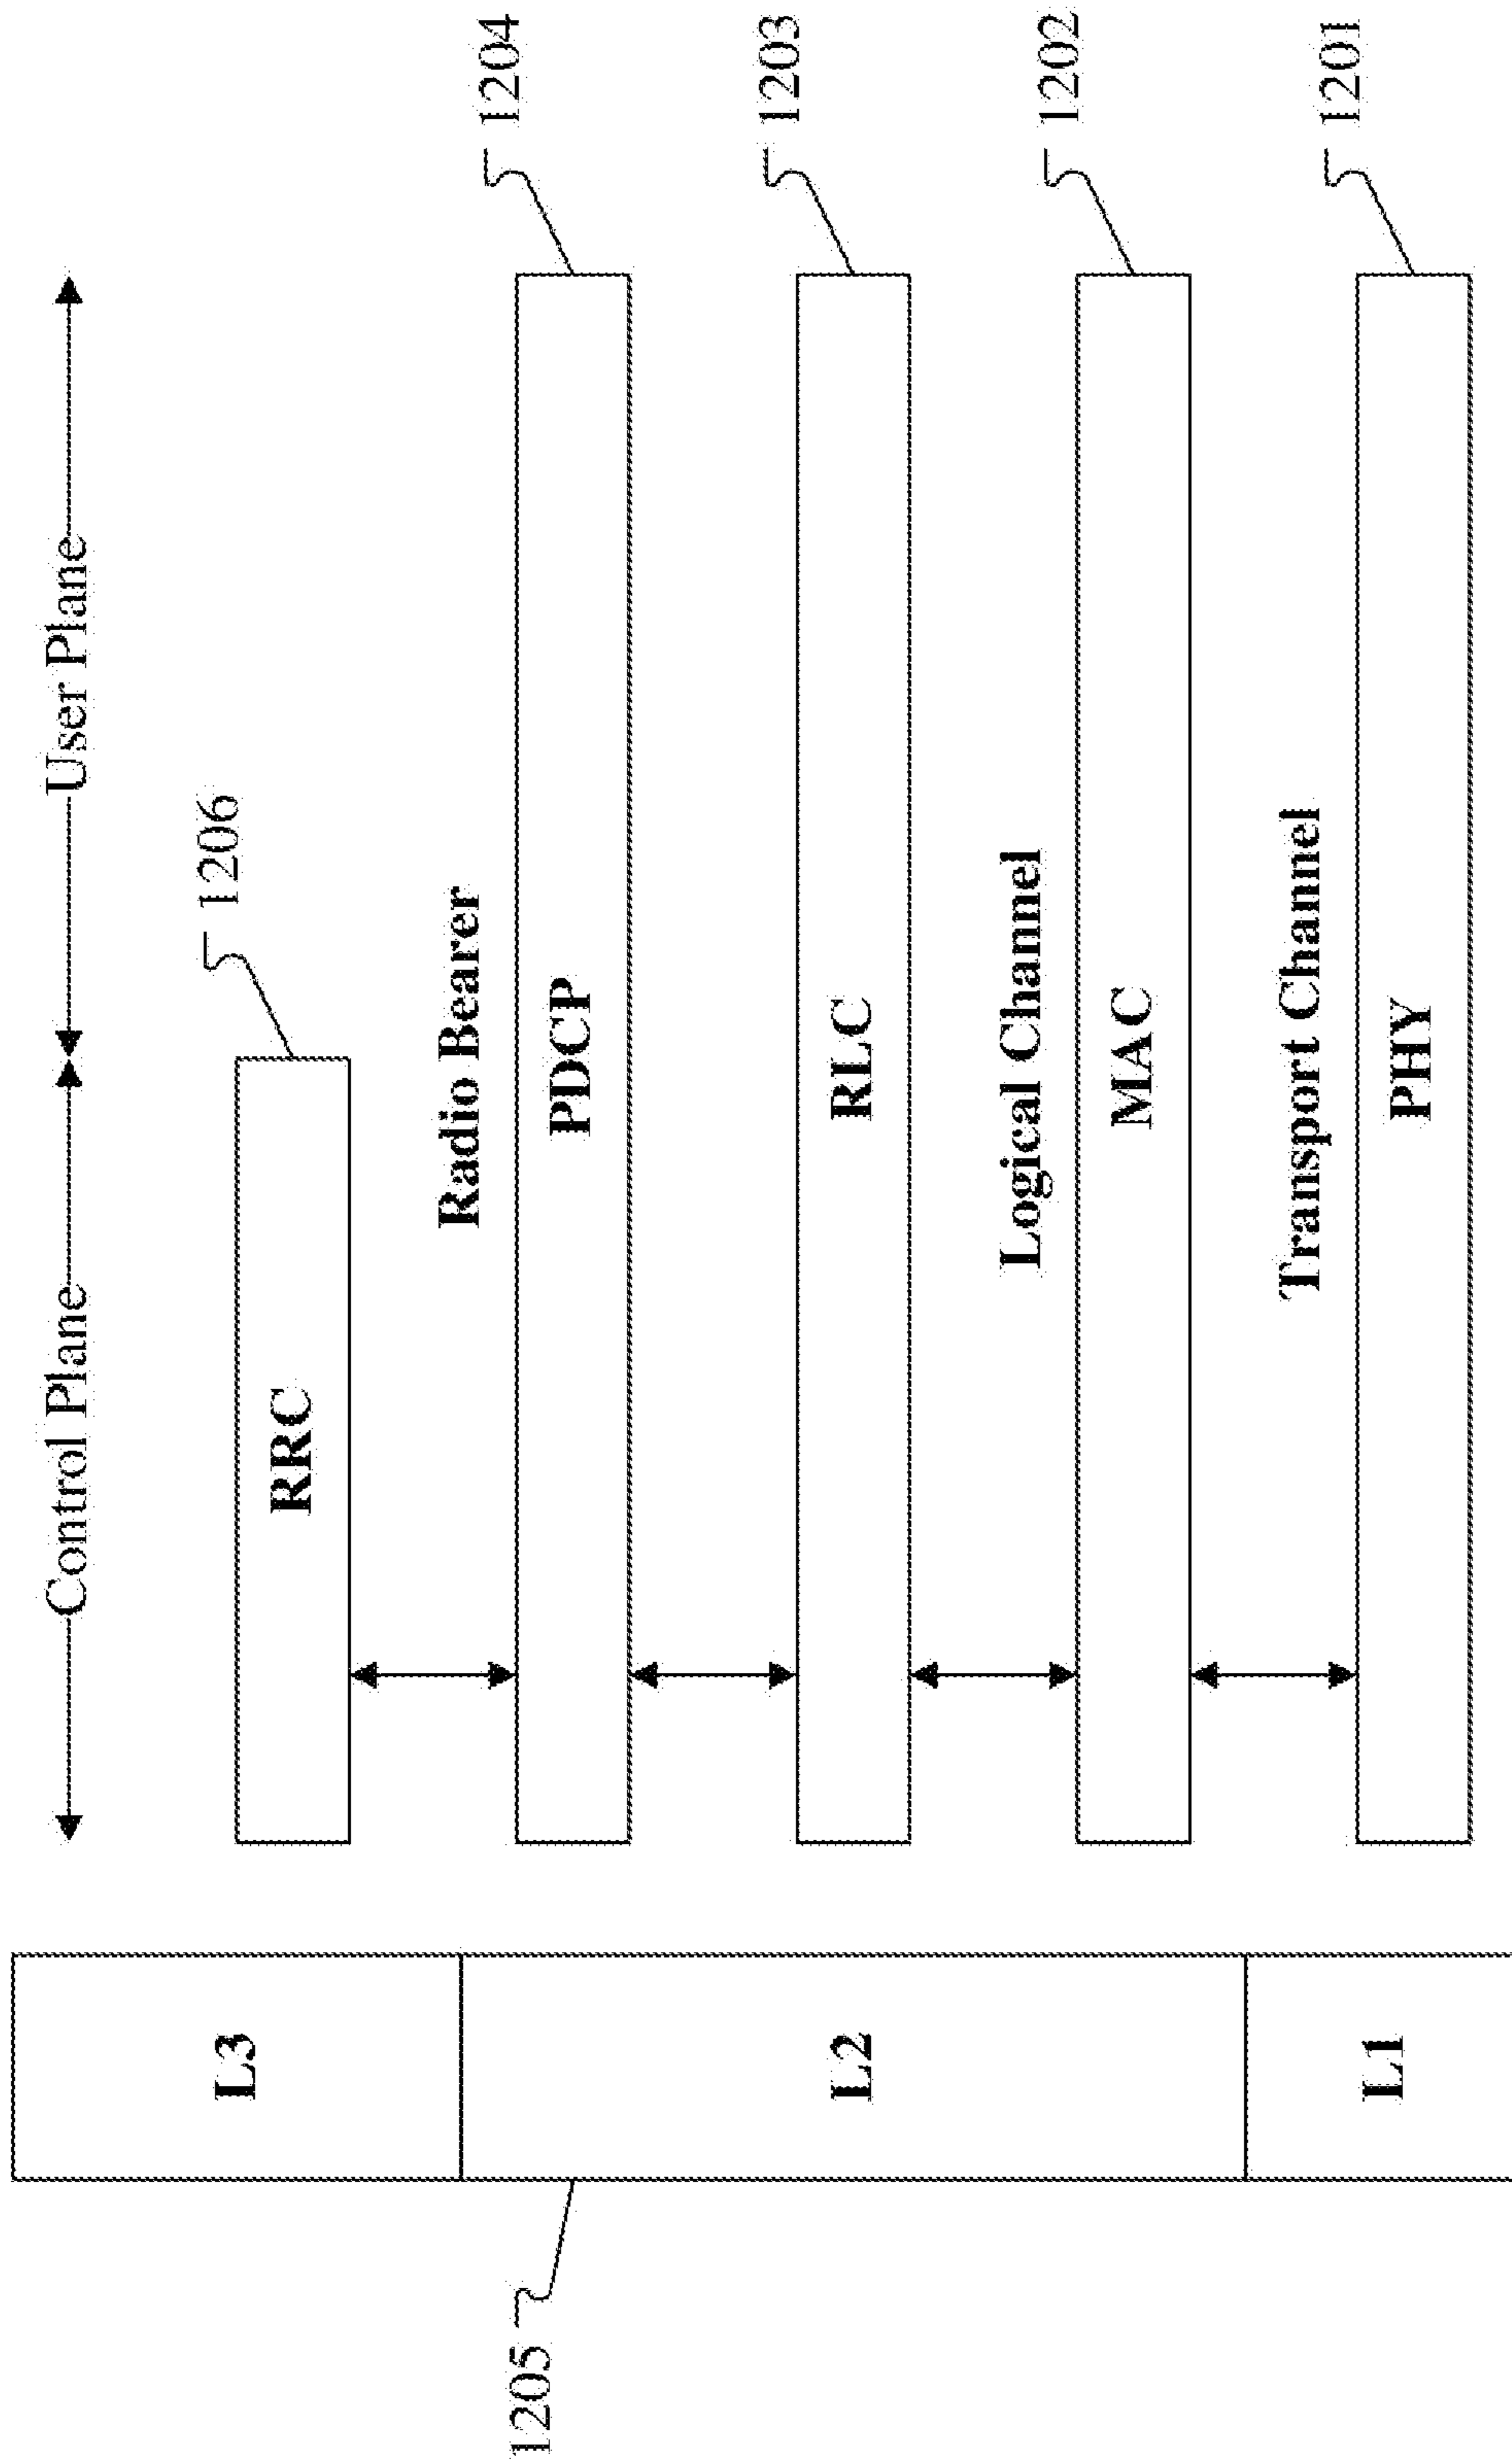 Control Plane
User Plane
L3
RRC
1206
Radio Bearer
1205
PDCP
1204
L2
RLC
1203
Logical Channel
MAC
1202
Transport Channel
L1
PHY
1201